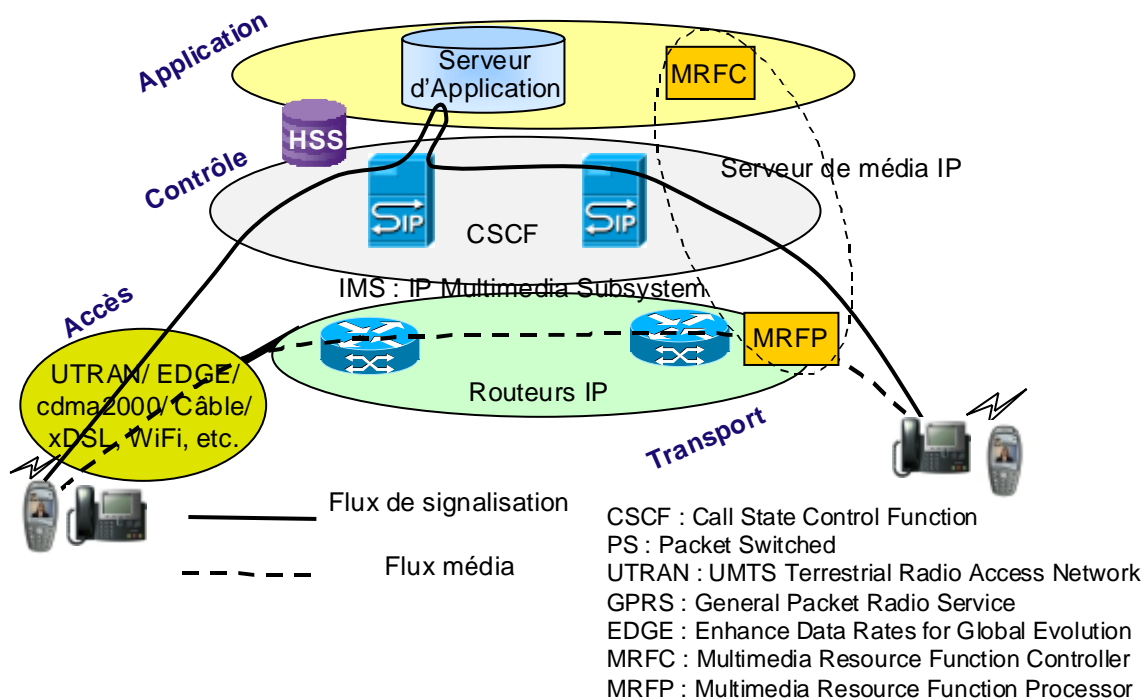 Application
Serveur
d'Application
MRFC
HSS
Contrôle
Serveur de média IP
SIP
SIP
CSCF
IMS : IP Multimedia Subsystem
Accès
MRFP
UTRAN/ EDGE/
cdma2000/ Câble/
xDSL, WiFi, etc.
Routeurs IP
Transport
Flux de signalisation
Flux média
CSCF : Call State Control Function
PS : Packet Switched
UTRAN : UMTS Terrestrial Radio Access Network
GPRS : General Packet Radio Service
EDGE : Enhance Data Rates for Global Evolution
MRFC : Multimedia Resource Function Controller
MRFP : Multimedia Resource Function Processor